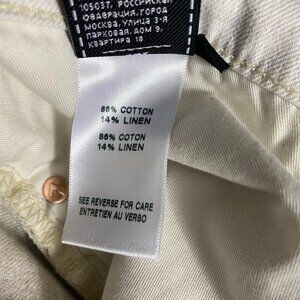 105037, РОССИЙСКАЯ
ФЕДЕРАЦИЯ, ГОРОД
МОСКВА, УЛИЦА 3-Я
ПАРКОВАЯ, ДОМ 9,
КВАРТИРА 18
86% COTTON
14% LINEN
86% COTON
14% LINEN
SEE REVERSE FOR CARE
ENTRETIEN AU VERSO